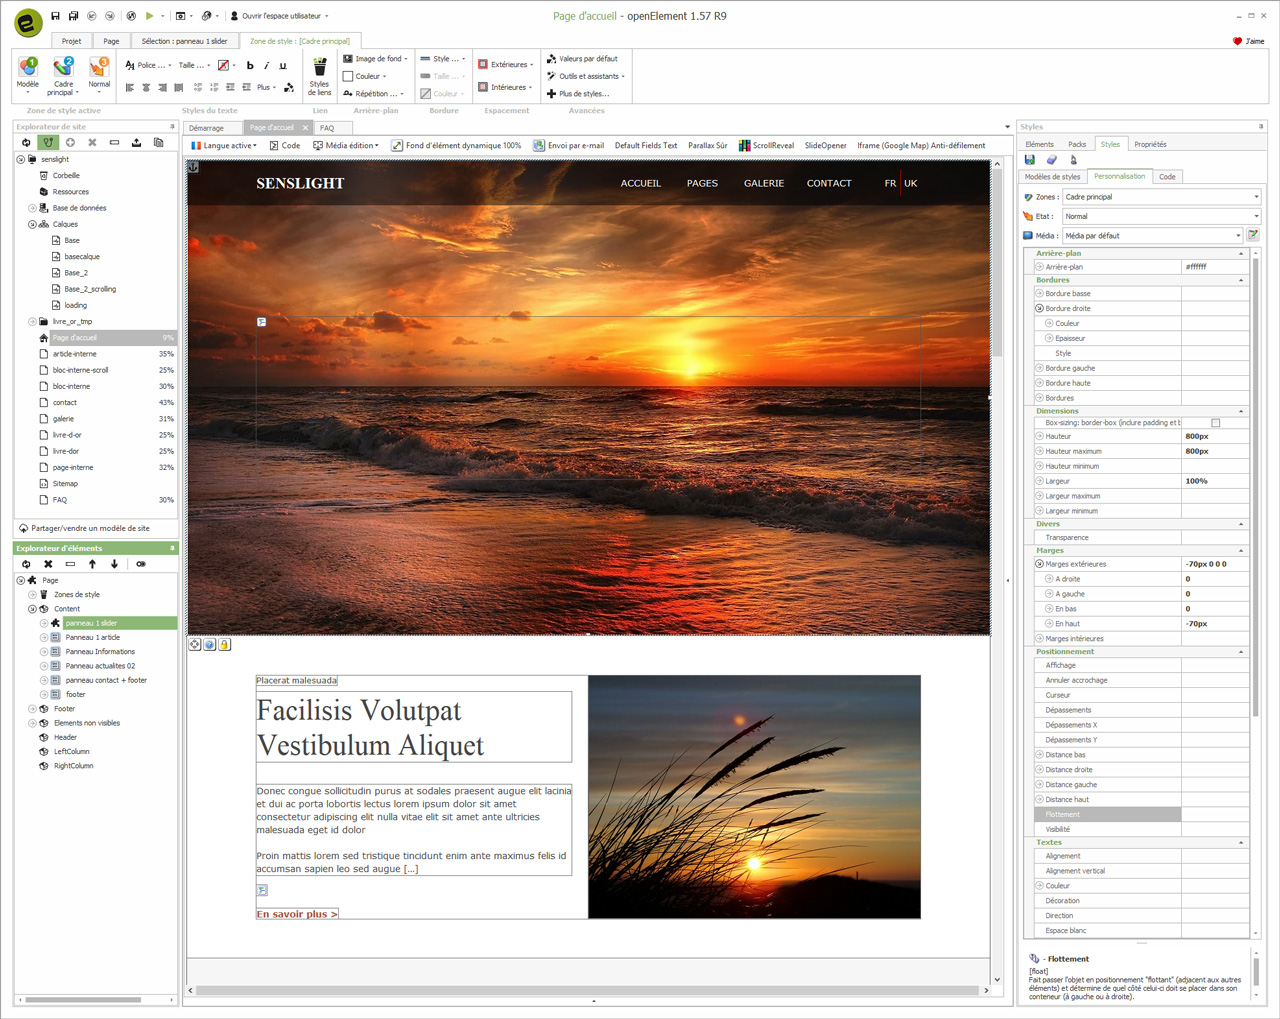 Ouvrir l'espace utilisateur
Page d'accueil - openElement 1.57 R9
Projet
Page
Sélection : panneau 1 slider
Zone de style : [Cadre principal]
J'aime
Modèle
Cadre principal
Normal
Police ...
Taille ...
Plus
Styles de liens
Image de fond
Couleur
Répétition ...
Style ...
Taille ...
Couleur
Extérieures
Intérieures
Valeurs par défaut
Outils et assistants
Plus de styles...
Zone de style active
Styles du texte
Lien
Arrière-plan
Bordure
Espacement
Avancées
Explorateur de site
senslight
Corbeille
Ressources
Base de données
Calques
Base
basecalque
Base_2
Base_2_scrolling
loading
livre_or_tmp
Page d'accueil 9%
article-interne 35%
bloc-interne-scroll 25%
bloc-interne 30%
contact 43%
galerie 31%
livre-d-or 25%
livre-dor 25%
page-interne 32%
Sitemap
FAQ 30%
Partager/vendre un modèle de site
Explorateur d'éléments
Page
Zones de style
Content
panneau 1 slider
Panneau 1 article
Panneau Informations
Panneau actualites 02
panneau contact + footer
footer
Footer
Elements non visibles
Header
LeftColumn
RightColumn
Démarrage
Page d'accueil
FAQ
Langue active
Code
Média édition
Fond d'élément dynamique 100%
Envoi par e-mail
Default Fields Text
Parallax Sûr
ScrollReveal
SlideOpener
Iframe (Google Map) Anti-défilement
SENSLIGHT
ACCUEIL
PAGES
GALERIE
CONTACT
FR
UK
Placerat malesuada
Facilisis Volutpat
Vestibulum Aliquet
Donec congue sollicitudin purus at sodales praesent augue elit lacinia
et dui ac porta lobortis lectus lorem ipsum dolor sit amet
consectetur adipiscing elit nulla vitae elit sit amet ante ultricies
malesuada eget id dolor
Proin mattis lorem sed tristique tincidunt enim ante maximus felis id
accumsan sapien leo sed augue [...]
En savoir plus >
Styles
Eléments
Packs
Styles
Propriétés
Modèles de styles
Personnalisation
Code
Zones : Cadre principal
Etat : Normal
Média : Média par défaut
Arrière-plan
Arrière-plan #ffffff
Bordures
Bordure basse
Bordure droite
Couleur
Epaisseur
Style
Bordure gauche
Bordure haute
Bordures
Dimensions
Box-sizing: border-box (inclure padding et b
Hauteur 800px
Hauteur maximum 800px
Hauteur minimum
Largeur 100%
Largeur maximum
Largeur minimum
Divers
Transparence
Marges
Marges extérieures -70px 0 0 0
A droite 0
A gauche 0
En bas 0
En haut -70px
Marges intérieures
Positionnement
Affichage
Annuler accrochage
Curseur
Dépassements
Dépassements X
Dépassements Y
Distance bas
Distance droite
Distance gauche
Distance haut
Flottement
Visibilité
Textes
Alignement
Alignement vertical
Couleur
Décoration
Direction
Espace blanc
- Flottement
[float]
Fait passer l'objet en positionnement "flottant" (adjacent aux autres
éléments) et détermine de quel côté celui-ci doit se placer dans son
conteneur (à gauche ou à droite).